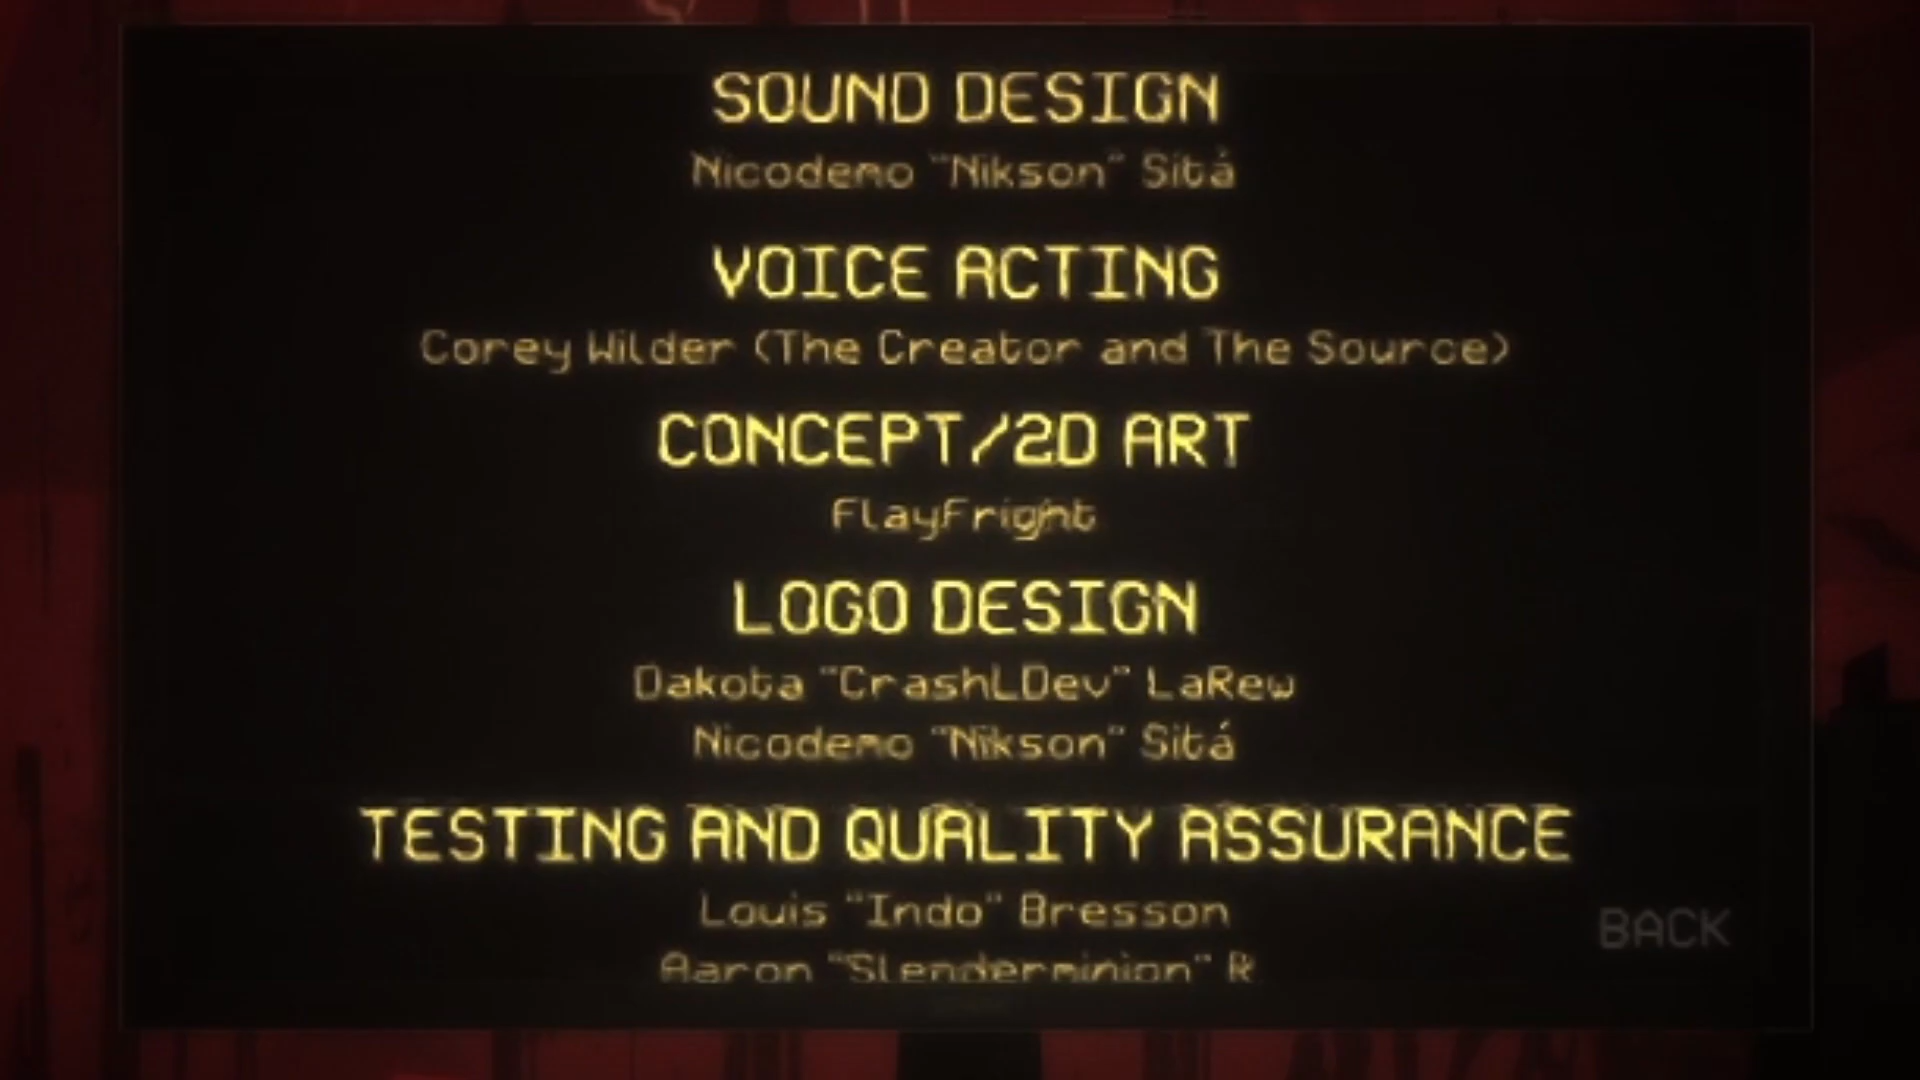 SOUND DESIGN
Nicodemo "Nikson" Sitá
VOICE ACTING
Corey Wilder (The Creator and The Source)
CONCEPT/2D ART
FlayFright
LOGO DESIGN
Dakota "CrashLDev" LaRew
Nicodemo "Nikson" Sitá
TESTING AND QUALITY ASSURANCE
Louis "Indo" Bresson
BACK
Aaron "Slenderminion" R